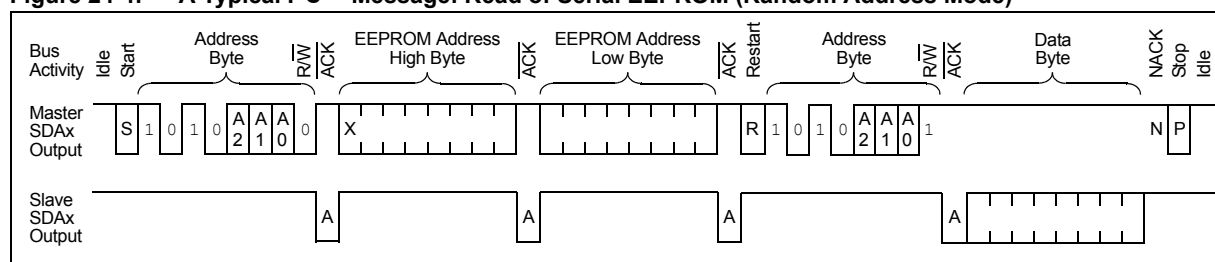 Figure 24-4: A Typical I²C™ Message: Read of Serial EEPROM (Random Address Mode)
Bus Activity
Idle
Start
Address Byte
R/W
ACK
EEPROM Address High Byte
ACK
EEPROM Address Low Byte
ACK
Restart
Address Byte
R/W
ACK
Data Byte
NACK
Stop
Idle
Master SDAx Output
S 1 0 1 0 A2 A1 A0 0 X R 1 0 1 0 A2 A1 A0 1 N P
Slave SDAx Output
A A A A